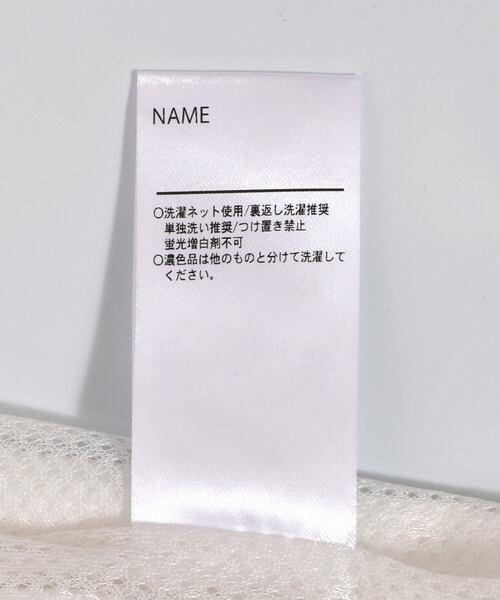 NAME
○洗濯ネット使用/裏返し洗濯推奨
単独洗い推奨/つけ置き禁止
蛍光増白剤不可
○濃色品は他のものと分けて洗濯して
ください。